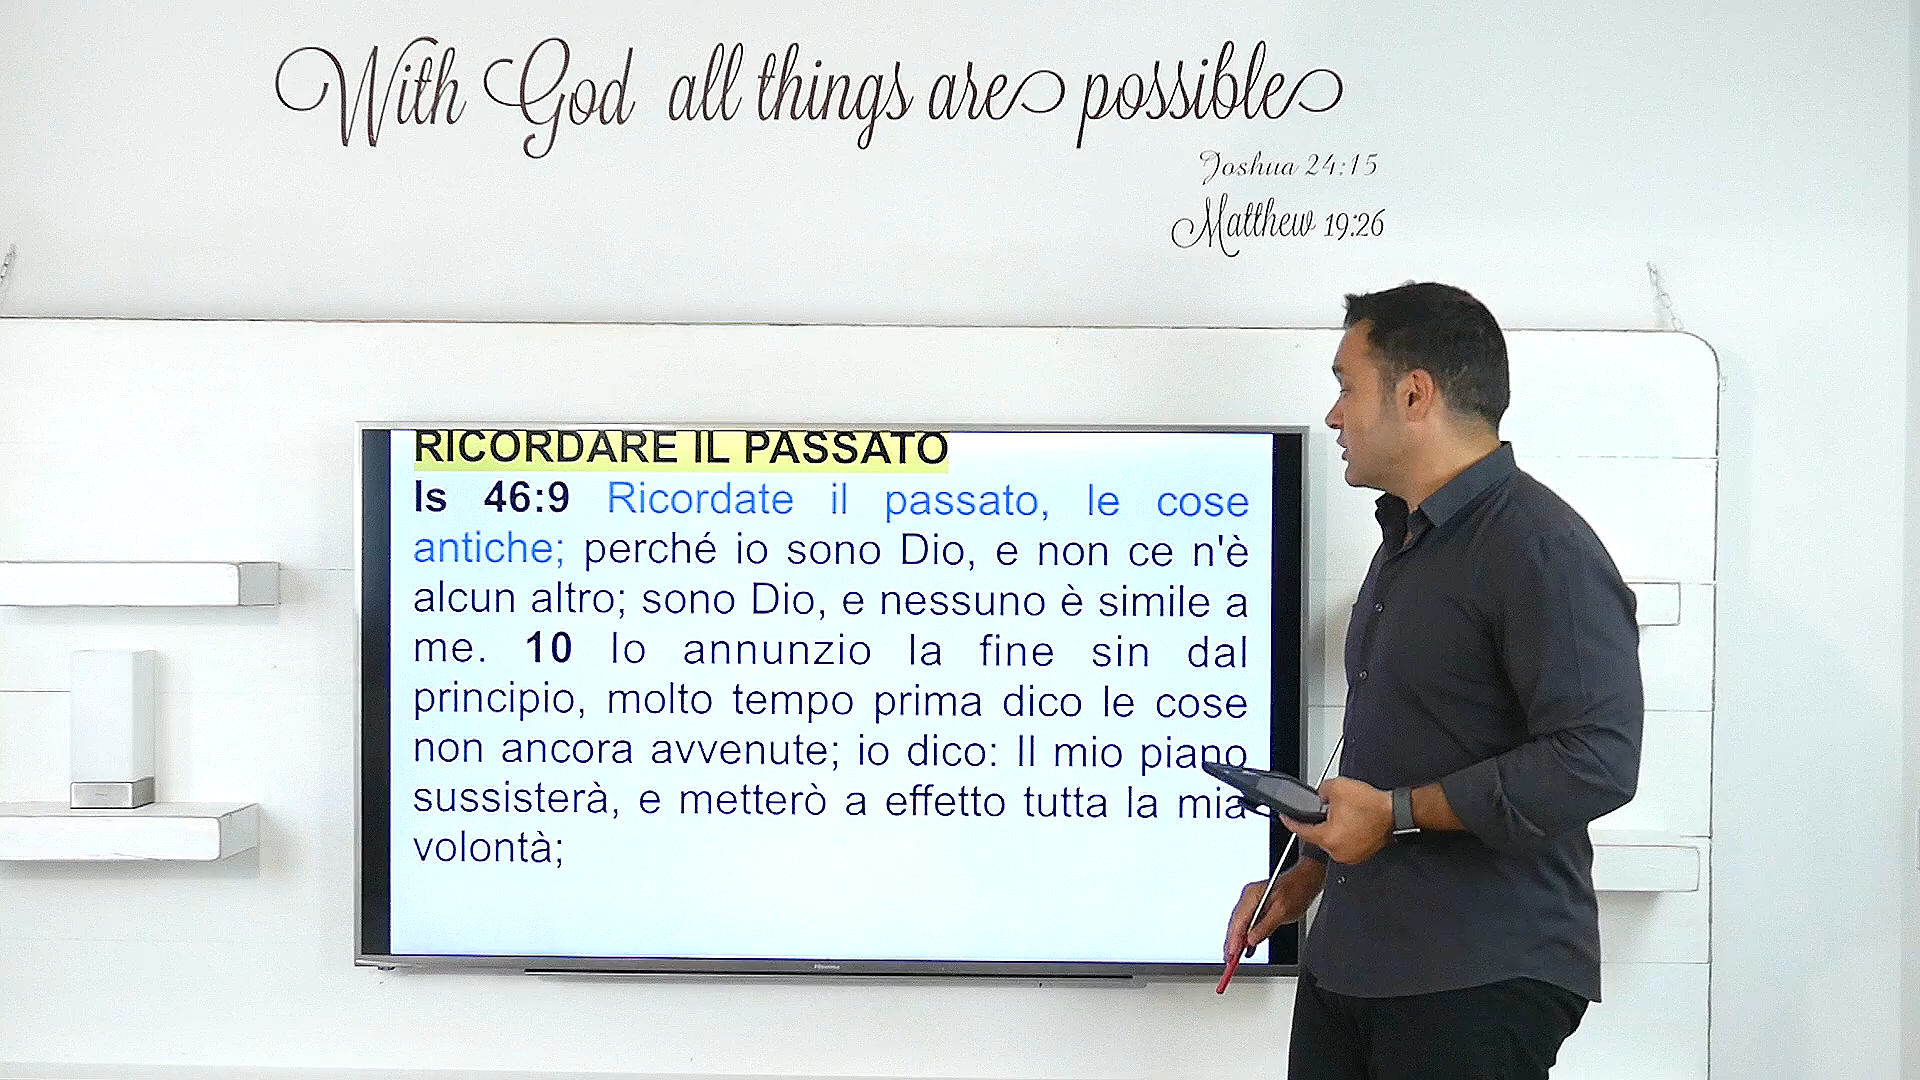 With God all things are possible
Joshua 24:15
Matthew 19:26
RICORDARE IL PASSATO
Is 46:9 Ricordate il passato, le cose
antiche; perché io sono Dio, e non ce n'è
alcun altro; sono Dio, e nessuno è simile a
me. 10 Io annunzio la fine sin dal
principio, molto tempo prima dico le cose
non ancora avvenute; io dico: Il mio piano
sussisterà, e metterò a effetto tutta la mia
volontà;
Hisense